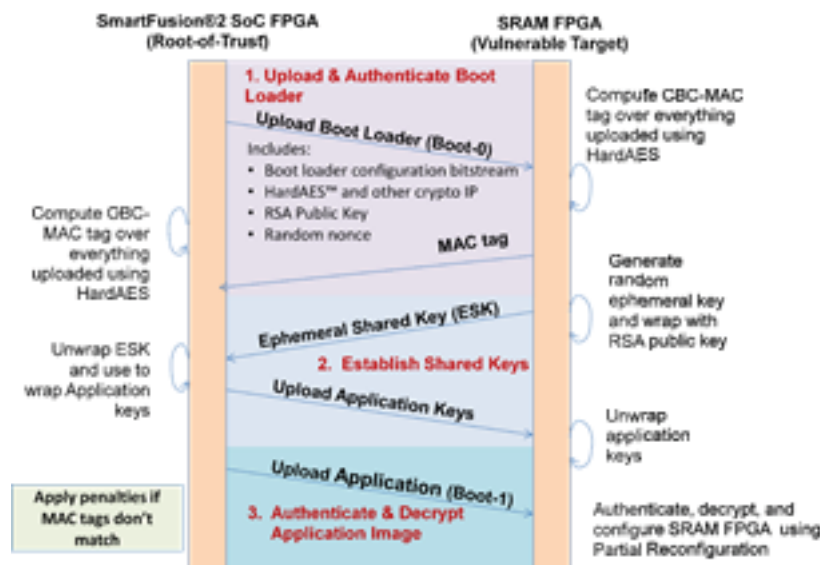 SmartFusion®2 SoC FPGA
(Root-of-Trust)
SRAM FPGA
(Vulnerable Target)
1. Upload & Authenticate Boot
Loader
Upload Boot Loader (Boot-0)
Includes:
• Boot loader configuration bitstream
• HardAES™ and other crypto IP
• RSA Public Key
• Random nonce
Compute CBC-MAC
tag over everything
uploaded using
HardAES
Compute CBC-
MAC tag over
everything
uploaded using
HardAES
MAC tag
Generate
random
ephemeral key
and wrap with
RSA public key
Ephemeral Shared Key (ESK)
2. Establish Shared Keys
Unwrap ESK
and use to
wrap Application
keys
Upload Application Keys
Unwrap
application
keys
Upload Application (Boot-1)
3. Authenticate & Decrypt
Application Image
Apply penalties if
MAC tags don't
match
Authenticate, decrypt, and
configure SRAM FPGA using
Partial Reconfiguration